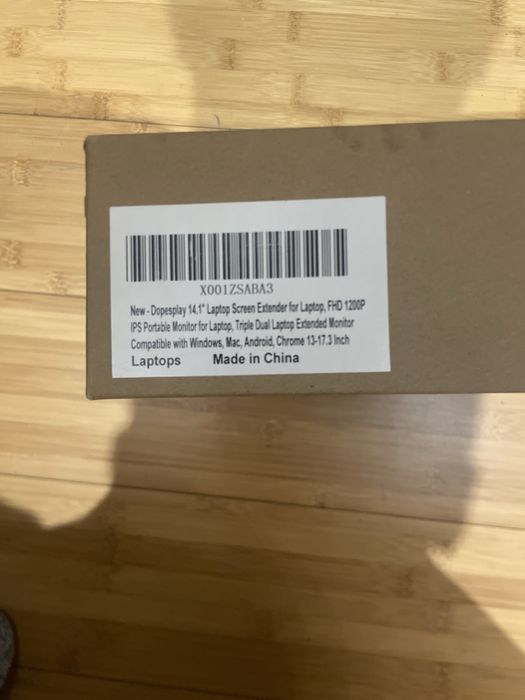 X001ZSABA3
New - Dopesplay 14.1" Laptop Screen Extender for Laptop, FHD 1200P
IPS Portable Monitor for Laptop, Triple Dual Laptop Extended Monitor
Compatible with Windows, Mac, Android, Chrome 13-17.3 Inch
Laptops Made in China